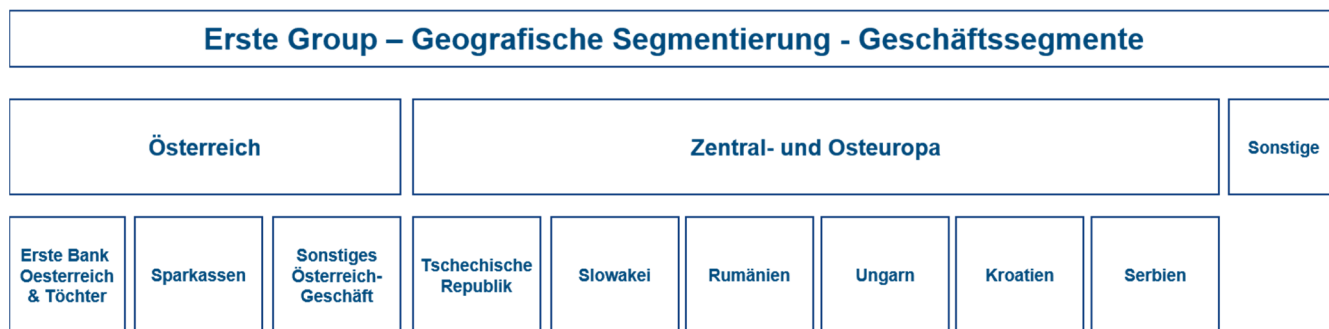 Erste Group – Geografische Segmentierung - Geschäftssegmente
Österreich
Zentral- und Osteuropa
Sonstige
Erste Bank
Oesterreich
& Töchter
Sparkassen
Sonstiges
Österreich-
Geschäft
Tschechische
Republik
Slowakei
Rumänien
Ungarn
Kroatien
Serbien